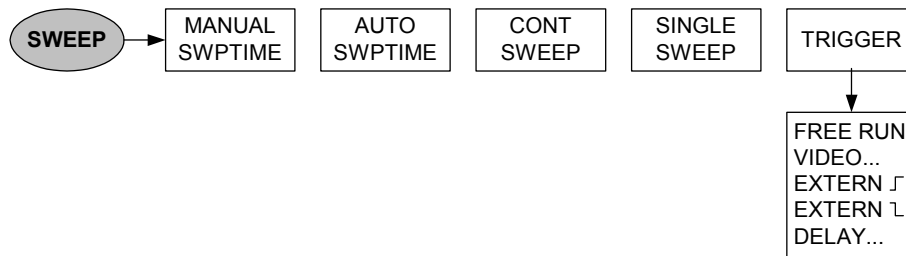 SWEEP
MANUAL
SWPTIME
AUTO
SWPTIME
CONT
SWEEP
SINGLE
SWEEP
TRIGGER
FREE RUN
VIDEO...
EXTERN
EXTERN
DELAY...